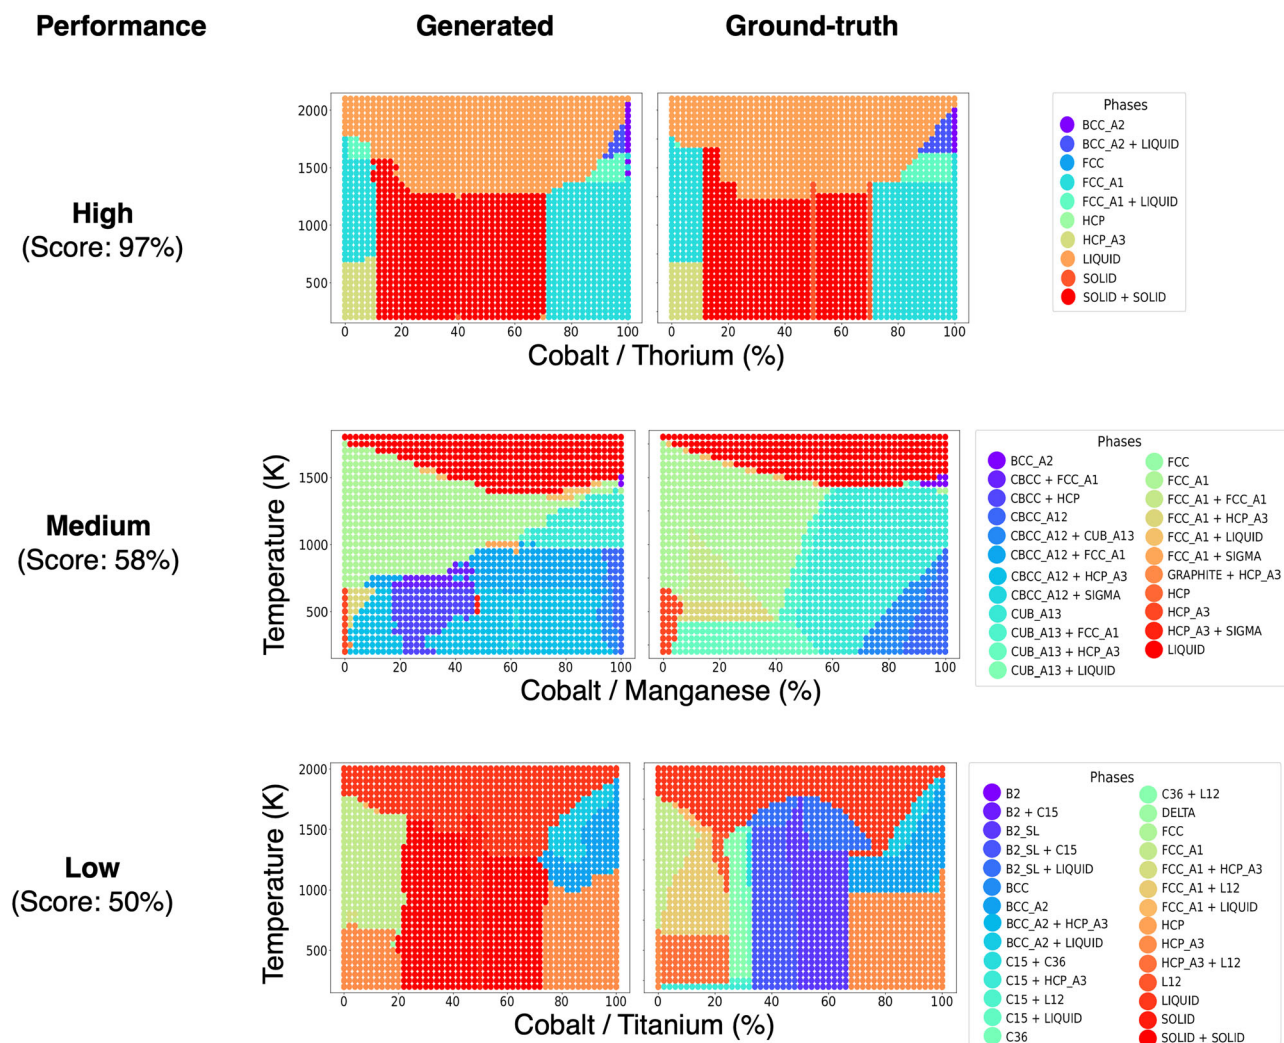 Performance
Generated
Ground-truth
High
(Score: 97%)
2000
1500
1000
500
0 20 40 60 80 100
0 20 40 60 80 100
Cobalt / Thorium (%)
Phases
BCC_A2
BCC_A2 + LIQUID
FCC
FCC_A1
FCC_A1 + LIQUID
HCP
HCP_A3
LIQUID
SOLID
SOLID + SOLID
Medium
(Score: 58%)
Temperature (K)
1500
1000
500
0 20 40 60 80 100
0 20 40 60 80 100
Cobalt / Manganese (%)
Phases
BCC_A2
CBCC + FCC_A1
CBCC + HCP
CBCC_A12
CBCC_A12 + CUB_A13
CBCC_A12 + FCC_A1
CBCC_A12 + HCP_A3
CBCC_A12 + SIGMA
CUB_A13
CUB_A13 + FCC_A1
CUB_A13 + HCP_A3
CUB_A13 + LIQUID
FCC
FCC_A1
FCC_A1 + FCC_A1
FCC_A1 + HCP_A3
FCC_A1 + LIQUID
FCC_A1 + SIGMA
GRAPHITE + HCP_A3
HCP
HCP_A3
HCP_A3 + SIGMA
LIQUID
Low
(Score: 50%)
Temperature (K)
2000
1500
1000
500
0 20 40 60 80 100
0 20 40 60 80 100
Cobalt / Titanium (%)
Phases
B2
B2 + C15
B2_SL
B2_SL + C15
B2_SL + LIQUID
BCC
BCC_A2
BCC_A2 + HCP_A3
BCC_A2 + LIQUID
C15 + C36
C15 + HCP_A3
C15 + L12
C15 + LIQUID
C36
C36 + L12
DELTA
FCC
FCC_A1
FCC_A1 + HCP_A3
FCC_A1 + L12
FCC_A1 + LIQUID
HCP
HCP_A3
HCP_A3 + L12
L12
LIQUID
SOLID
SOLID + SOLID